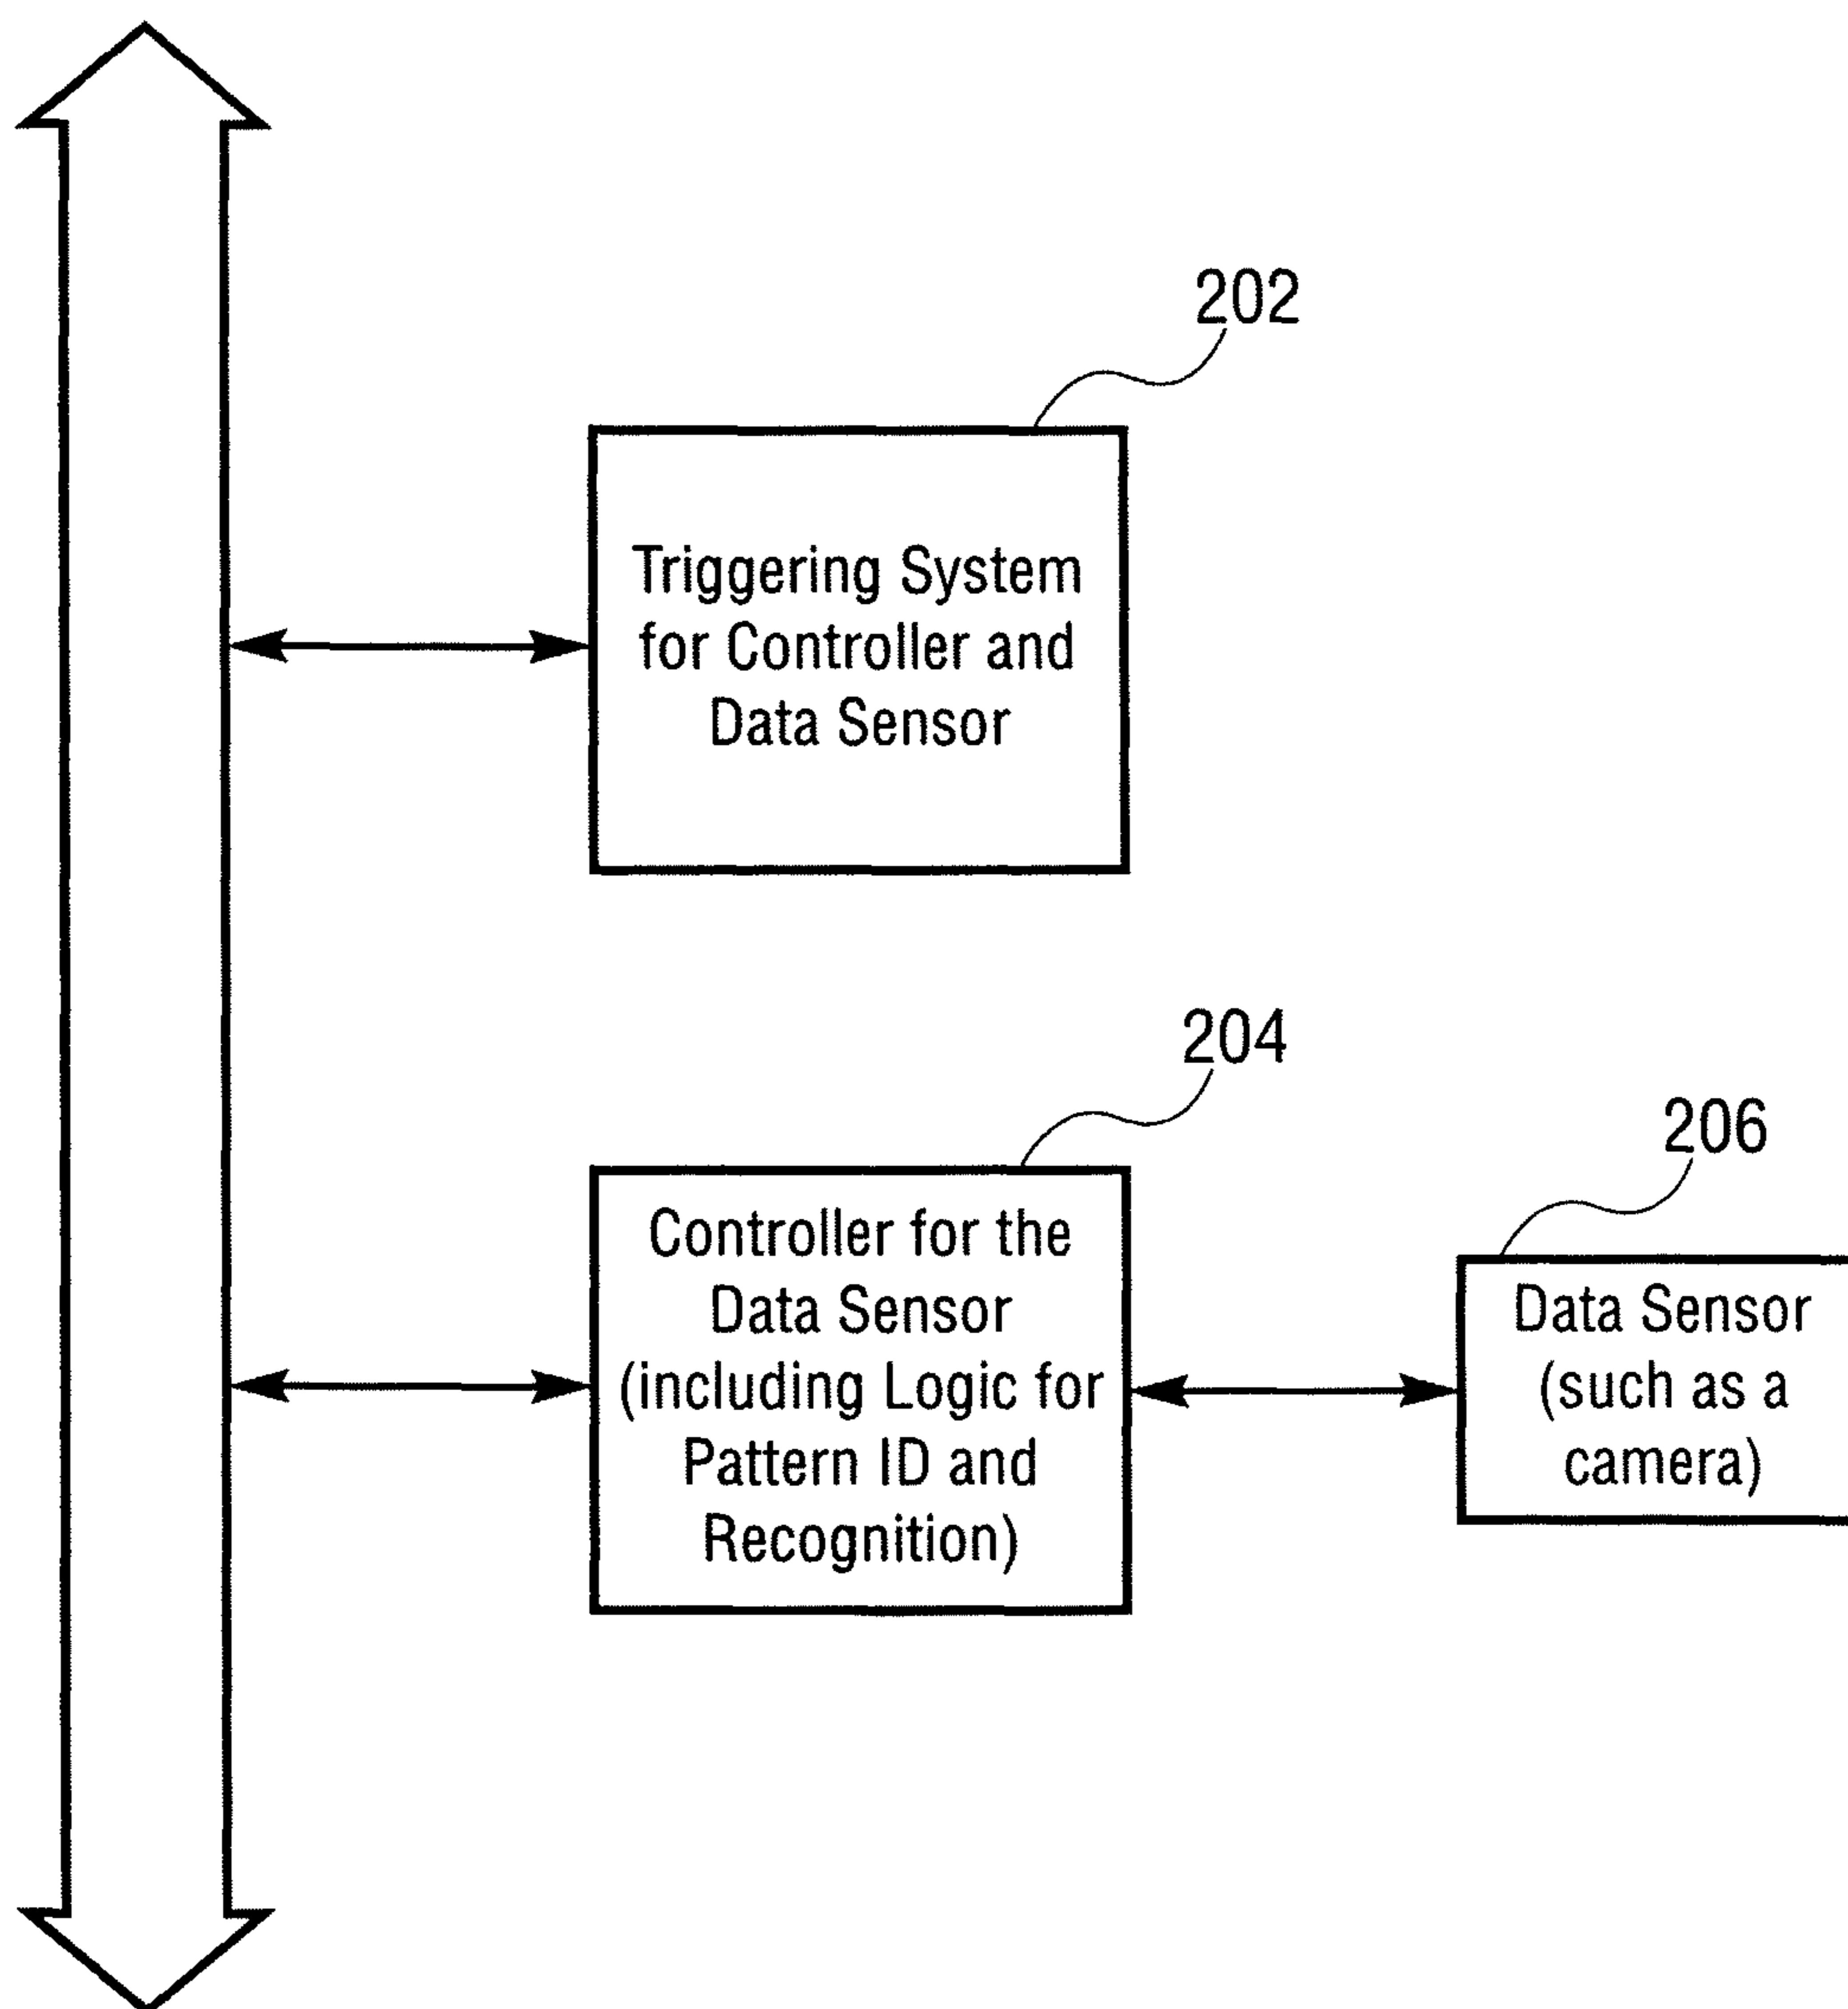 202
Triggering System
for Controller and
Data Sensor
204
Controller for the
Data Sensor
(including Logic for
Pattern ID and
Recognition)
206
Data Sensor
(such as a
camera)